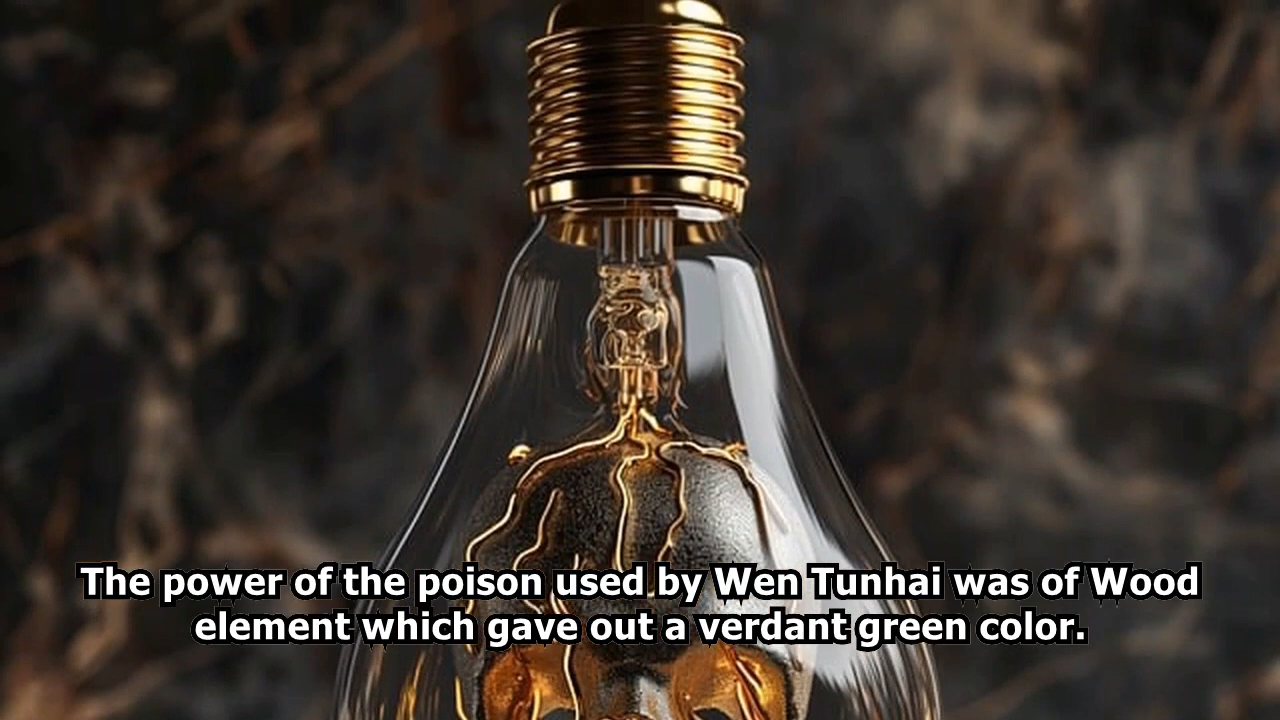 The power of the poison used by Wen Tunhai was of Wood
element which gave out a verdant green color.